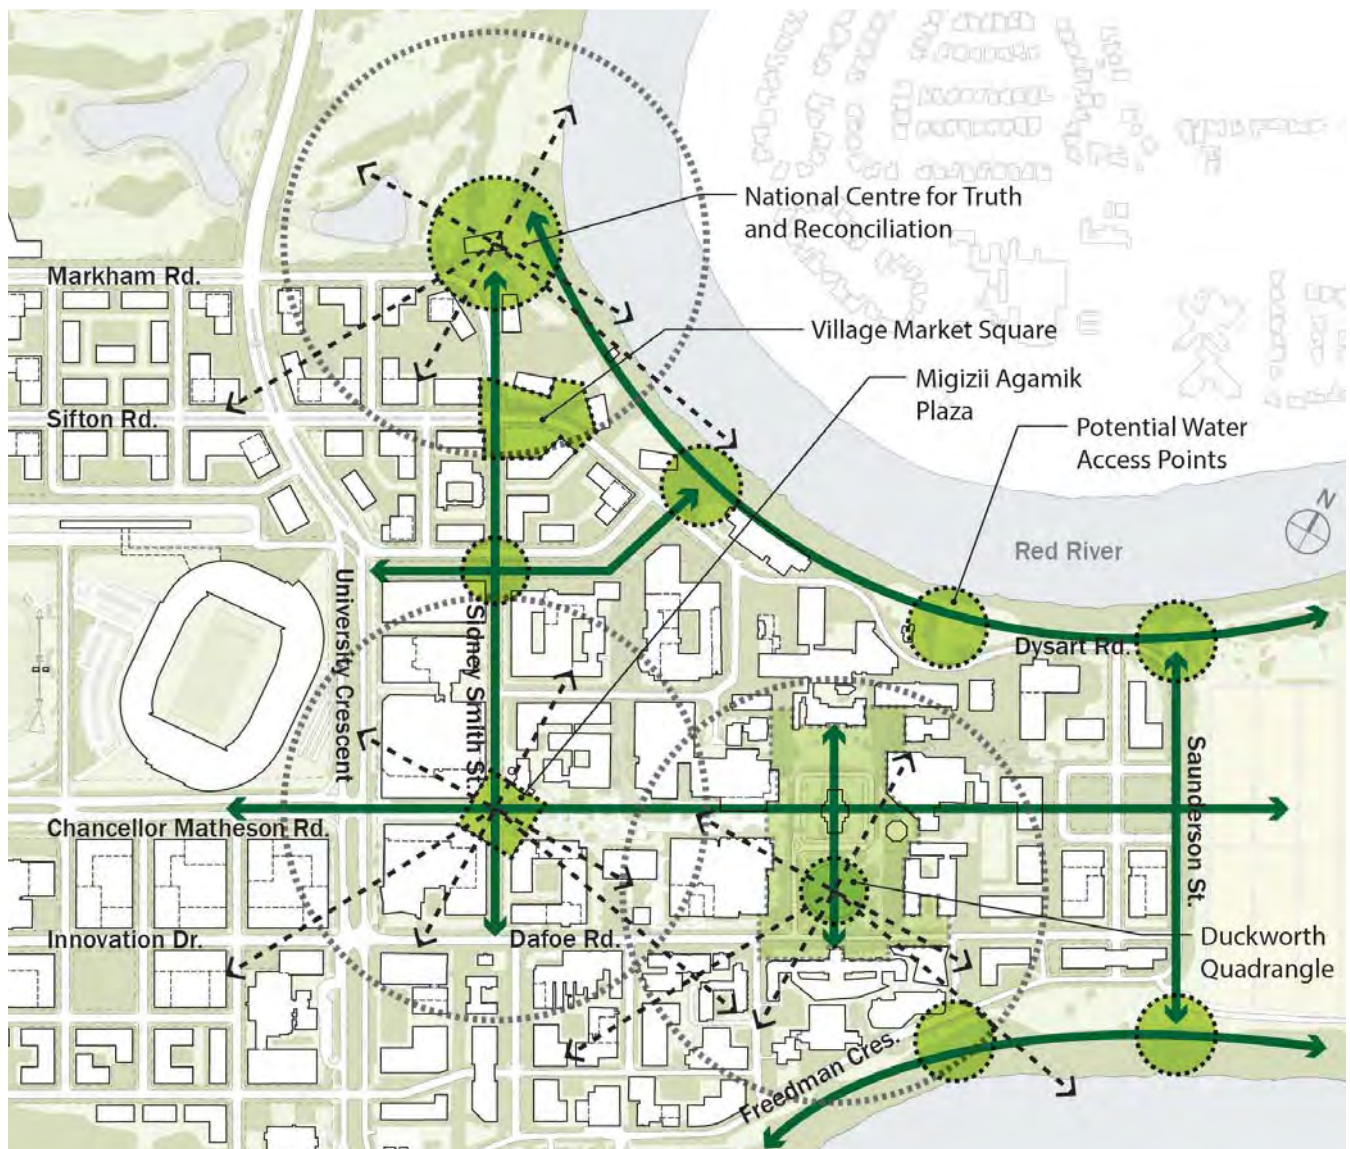 National Centre for Truth
and Reconciliation
Markham Rd.
Village Market Square
Migizii Agamik
Plaza
Sifton Rd.
Potential Water
Access Points
N
Red River
University Crescent
Sidney Smith St.
Dysart Rd.
Saunderson St.
Chancellor Matheson Rd.
Innovation Dr.
Dafoe Rd.
Duckworth
Quadrangle
Freedman Cres.